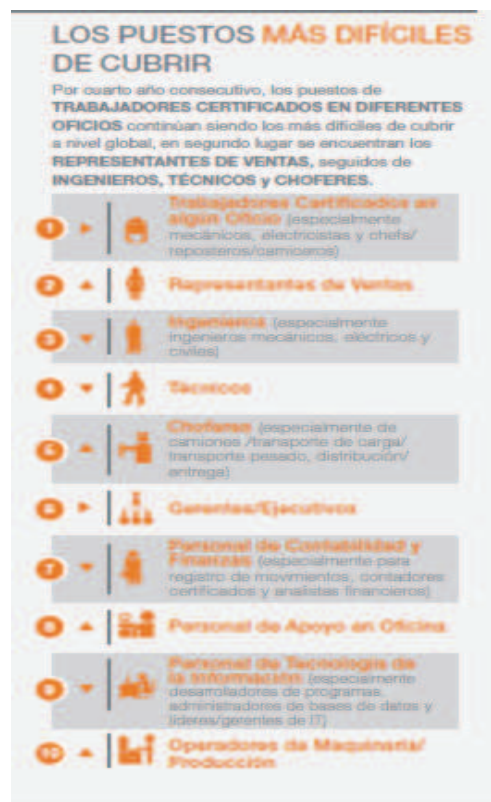 LOS PUESTOS MÁS DIFÍCILES
DE CUBRIR
Por cuarto año consecutivo, los puestos de
TRABAJADORES CERTIFICADOS EN DIFERENTES
OFICIOS continúan siendo los más difíciles de cubrir
a nivel global, en segundo lugar se encuentran los
REPRESENTANTES DE VENTAS, seguidos de
INGENIEROS, TÉCNICOS y CHOFERES.
1 Trabajadores Certificados en
algún Oficio (especialmente
mecánicos, electricistas y chefs/
reposteros/carniceros)
2 Representantes de Ventas
3 Ingenieros (especialmente
ingenieros mecánicos, eléctricos y
civiles)
4 Técnicos
5 Choferes (especialmente de
camiones /transporte de carga/
transporte pesado, distribución/
entrega)
6 Gerentes/Ejecutivos
7 Personal de Contabilidad y
Finanzas (especialmente para
registro de movimientos, contadores
certificados y analistas financieros)
8 Personal de Apoyo en Oficina
9 Personal de Tecnología de
la Información (especialmente
desarrolladores de programas,
administradores de bases de datos y
líderes/gerentes de IT)
10 Operadores de Maquinaria/
Producción